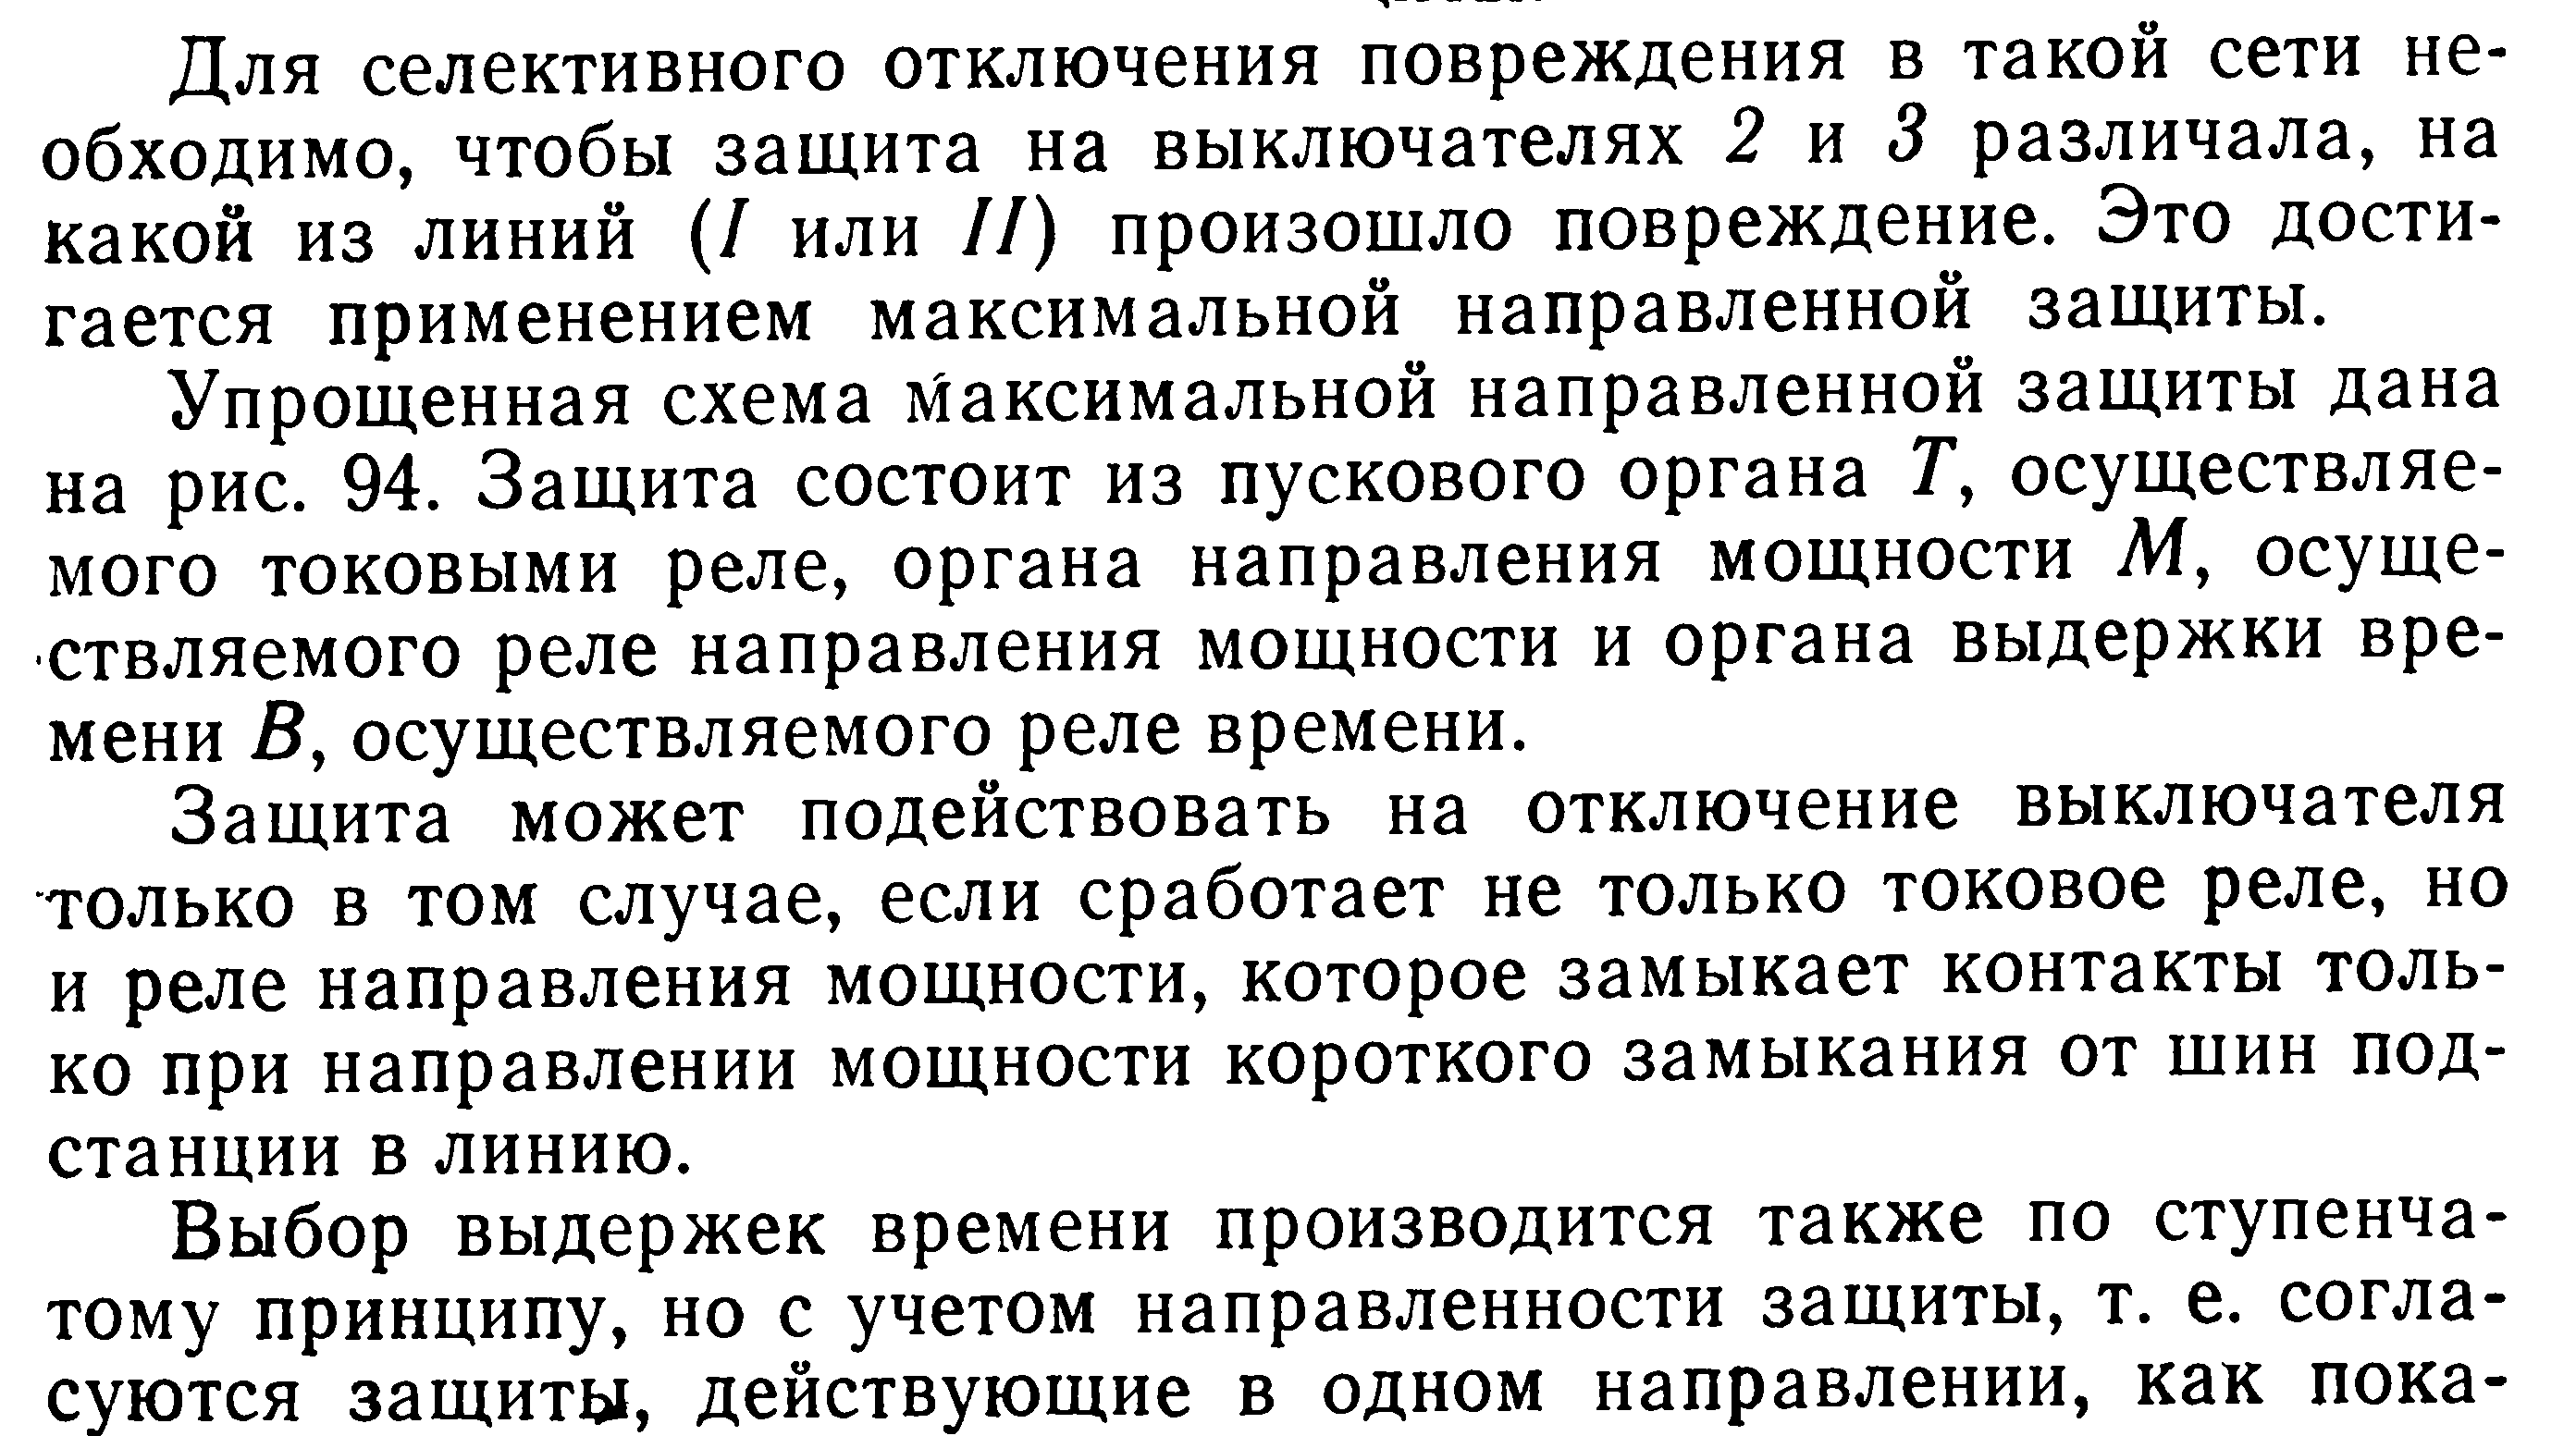 Для селективного отключения повреждения в такой сети не-
обходимо, чтобы защита на выключателях 2 и 3 различала, на
какой из линий (I или II) произошло повреждение. Это дости-
гается применением максимальной направленной защиты.
Упрощенная схема максимальной направленной защиты дана
на рис. 94. Защита состоит из пускового органа Т, осуществляе-
мого токовыми реле, органа направления мощности М, осуще-
ствляемого реле направления мощности и органа выдержки вре-
мени В, осуществляемого реле времени.
Защита может подействовать на отключение выключателя
только в том случае, если сработает не только токовое реле, но
и реле направления мощности, которое замыкает контакты толь-
ко при направлении мощности короткого замыкания от шин под-
станции в линию.
Выбор выдержек времени производится также по ступенча-
тому принципу, но с учетом направленности защиты, т. е. согла-
суются защиты, действующие в одном направлении, как пока-